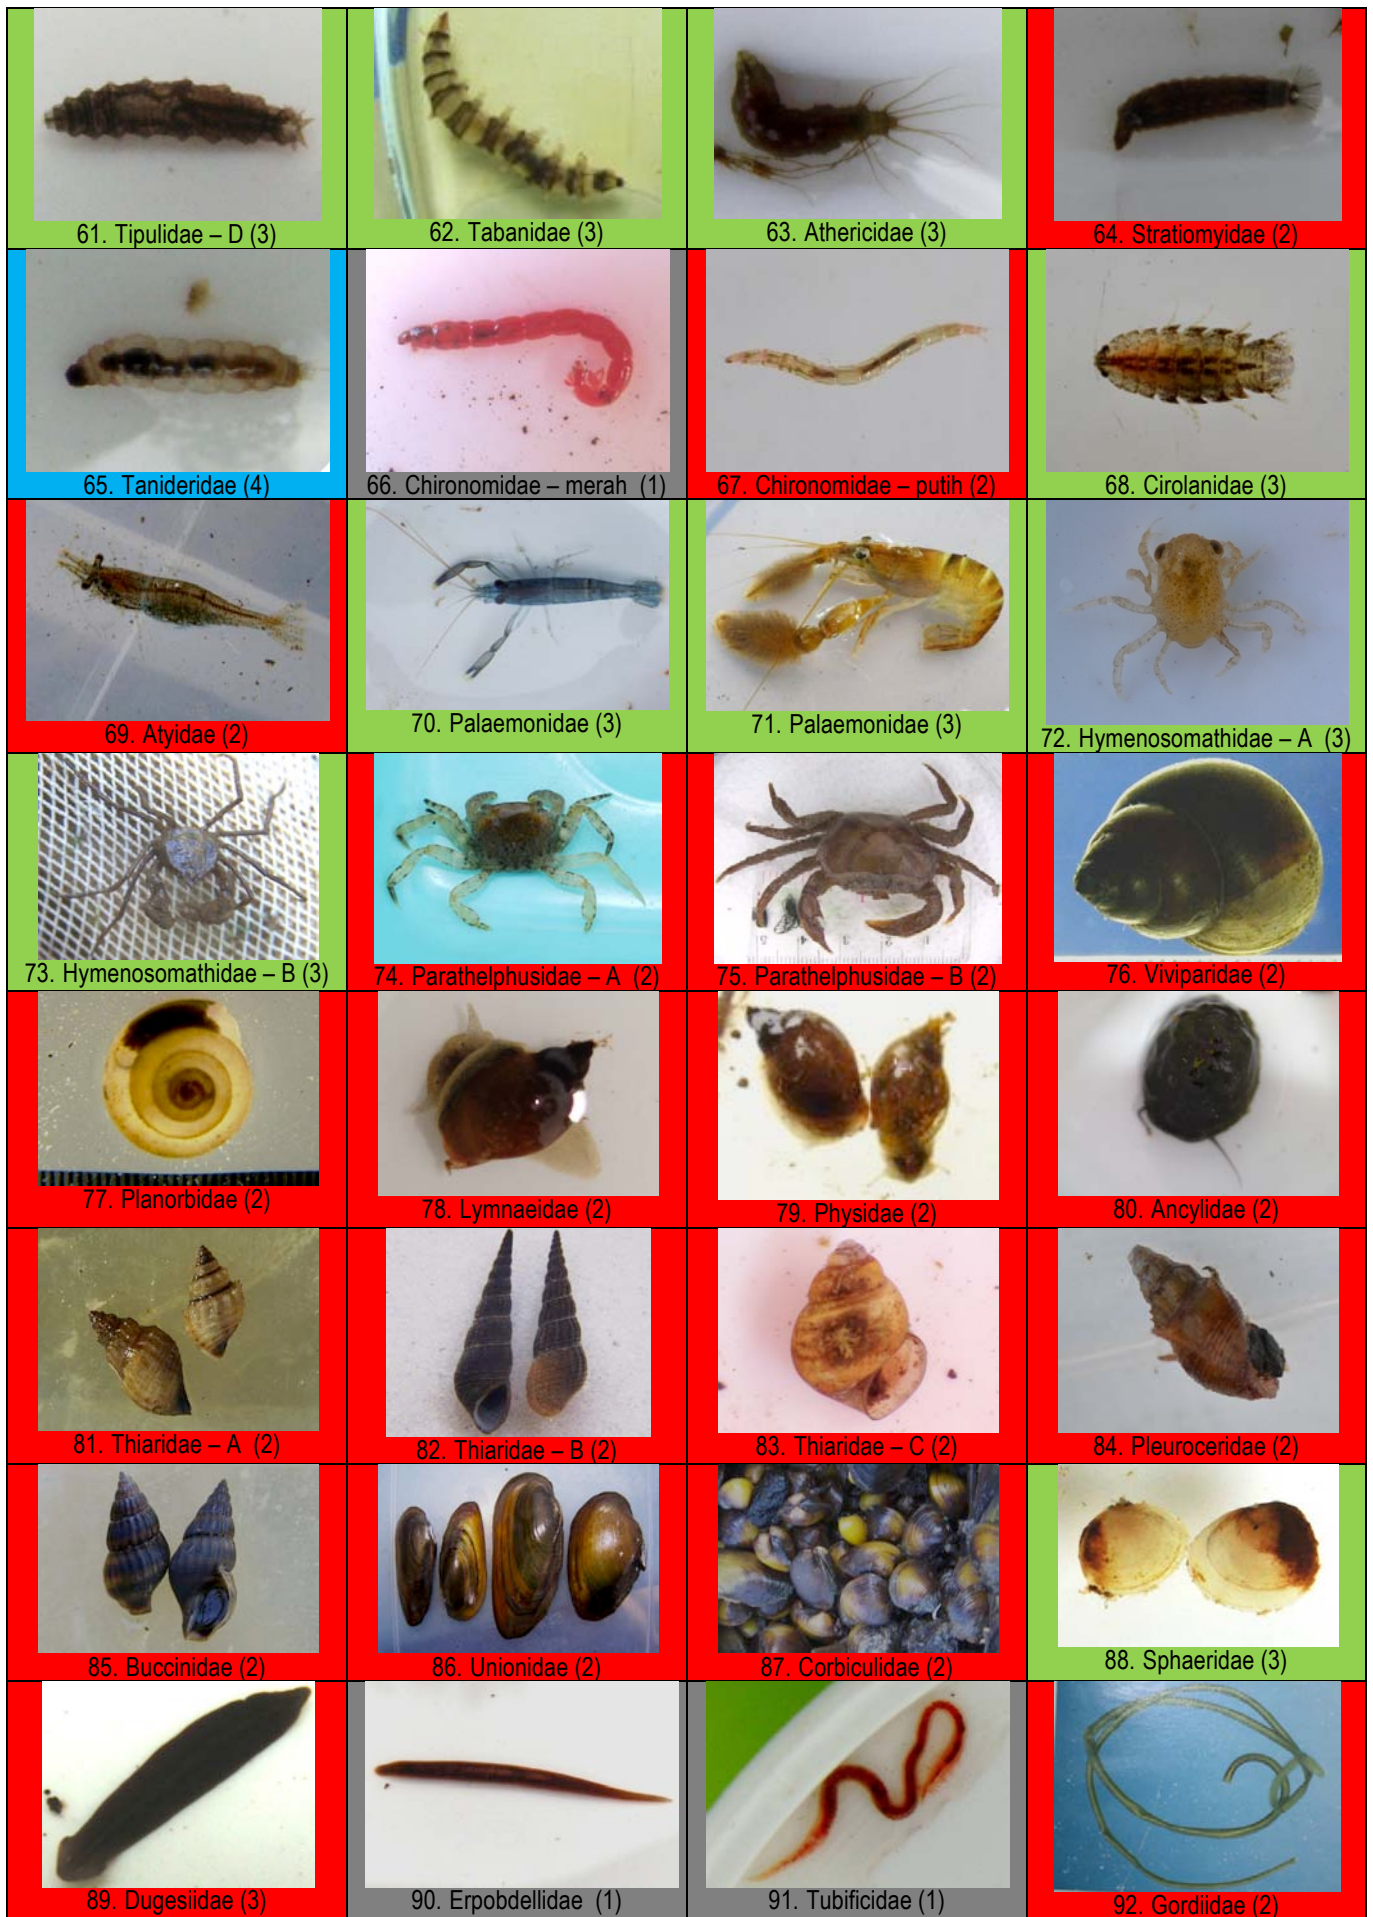 61. Tipulidae – D (3)
62. Tabanidae (3)
63. Athericidae (3)
64. Stratiomyidae (2)
65. Tanideridae (4)
66. Chironomidae – merah (1)
67. Chironomidae – putih (2)
68. Cirolanidae (3)
69. Atyidae (2)
70. Palaemonidae (3)
71. Palaemonidae (3)
72. Hymenosomathidae – A (3)
73. Hymenosomathidae – B (3)
74. Parathelphusidae – A (2)
75. Parathelphusidae – B (2)
5 4 3 2 1
76. Viviparidae (2)
77. Planorbidae (2)
78. Lymnaeidae (2)
79. Physidae (2)
80. Ancylidae (2)
81. Thiaridae – A (2)
82. Thiaridae – B (2)
83. Thiaridae – C (2)
84. Pleuroceridae (2)
85. Buccinidae (2)
86. Unionidae (2)
87. Corbiculidae (2)
88. Sphaeridae (3)
89. Dugesiidae (3)
90. Erpobdellidae (1)
91. Tubificidae (1)
92. Gordiidae (2)